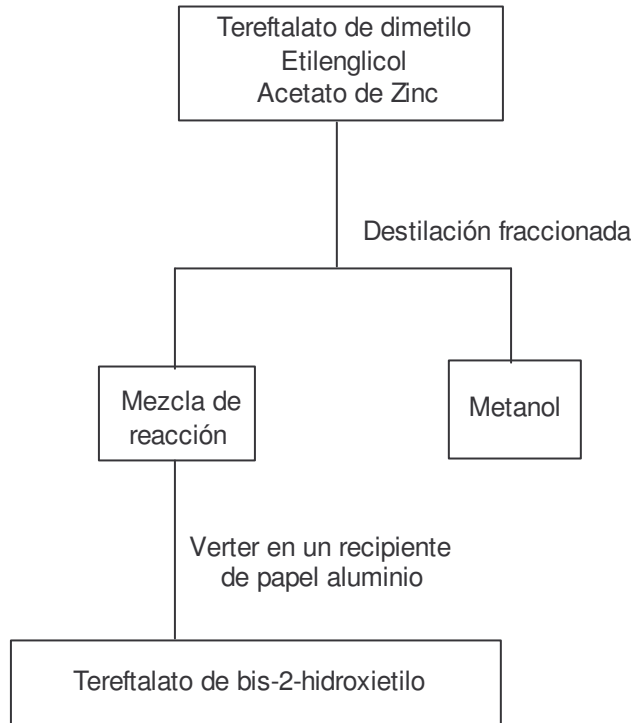 Tereftalato de dimetilo
Etilenglicol
Acetato de Zinc
Destilación fraccionada
Mezcla de
reacción
Metanol
Verter en un recipiente
de papel aluminio
Tereftalato de bis-2-hidroxietilo